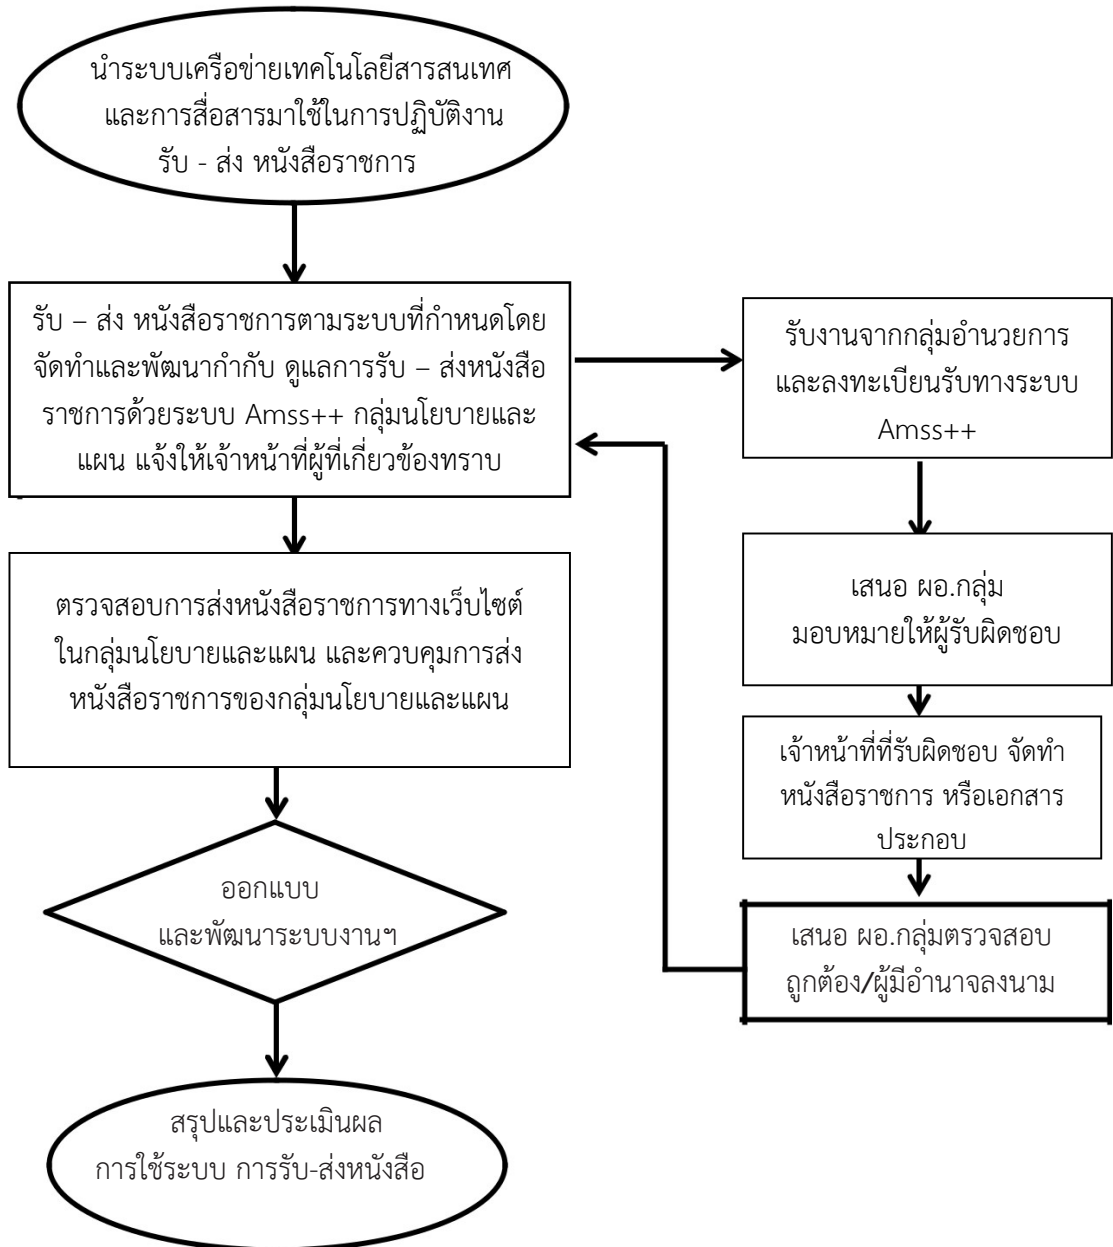 นำระบบเครือข่ายเทคโนโลยีสารสนเทศ
และการสื่อสารมาใช้ในการปฏิบัติงาน
รับ - ส่ง หนังสือราชการ
รับ – ส่ง หนังสือราชการตามระบบที่กำหนดโดย
จัดทำและพัฒนากำกับ ดูแลการรับ – ส่งหนังสือ
ราชการด้วยระบบ Amss++ กลุ่มนโยบายและ
แผน แจ้งให้เจ้าหน้าที่ผู้ที่เกี่ยวข้องทราบ
ตรวจสอบการส่งหนังสือราชการทางเว็บไซต์
ในกลุ่มนโยบายและแผน และควบคุมการส่ง
หนังสือราชการของกลุ่มนโยบายและแผน
ออกแบบ
และพัฒนาระบบงานฯ
สรุปและประเมินผล
การใช้ระบบ การรับ-ส่งหนังสือ
รับงานจากกลุ่มอำนวยการ
และลงทะเบียนรับทางระบบ
Amss++
เสนอ ผอ.กลุ่ม
มอบหมายให้ผู้รับผิดชอบ
เจ้าหน้าที่ที่รับผิดชอบ จัดทำ
หนังสือราชการ หรือเอกสาร
ประกอบ
เสนอ ผอ.กลุ่มตรวจสอบ
ถูกต้อง/ผู้มีอำนาจลงนาม